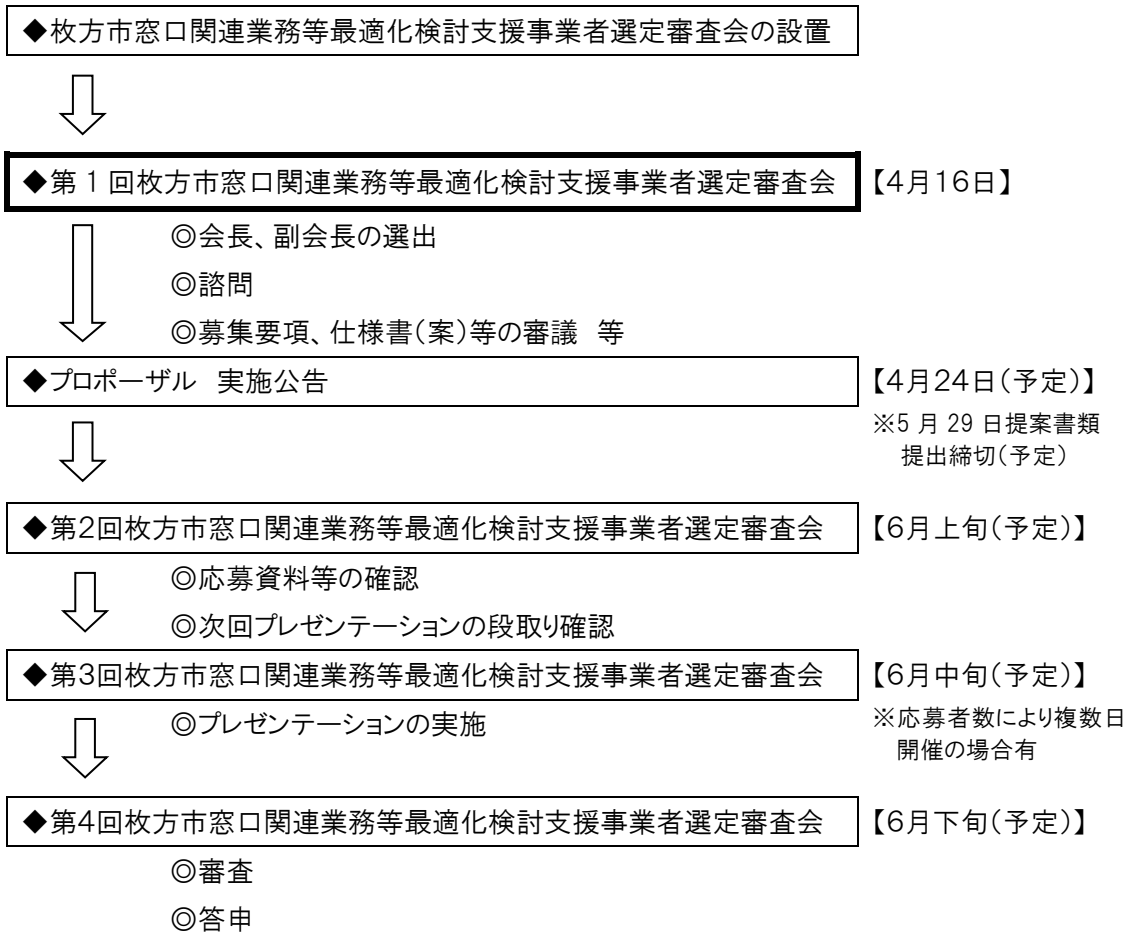 ◆枚方市窓口関連業務等最適化検討支援事業者選定審査会の設置
◆第1回枚方市窓口関連業務等最適化検討支援事業者選定審査会
【4月16日】
◎会長、副会長の選出
◎諮問
◎募集要項、仕様書(案)等の審議　等
◆プロポーザル　実施公告
【4月24日(予定)】
※5月29日提案書類
提出締切(予定)
◆第2回枚方市窓口関連業務等最適化検討支援事業者選定審査会
【6月上旬(予定)】
◎応募資料等の確認
◎次回プレゼンテーションの段取り確認
◆第3回枚方市窓口関連業務等最適化検討支援事業者選定審査会
【6月中旬(予定)】
◎プレゼンテーションの実施
※応募者数により複数日
開催の場合有
◆第4回枚方市窓口関連業務等最適化検討支援事業者選定審査会
【6月下旬(予定)】
◎審査
◎答申